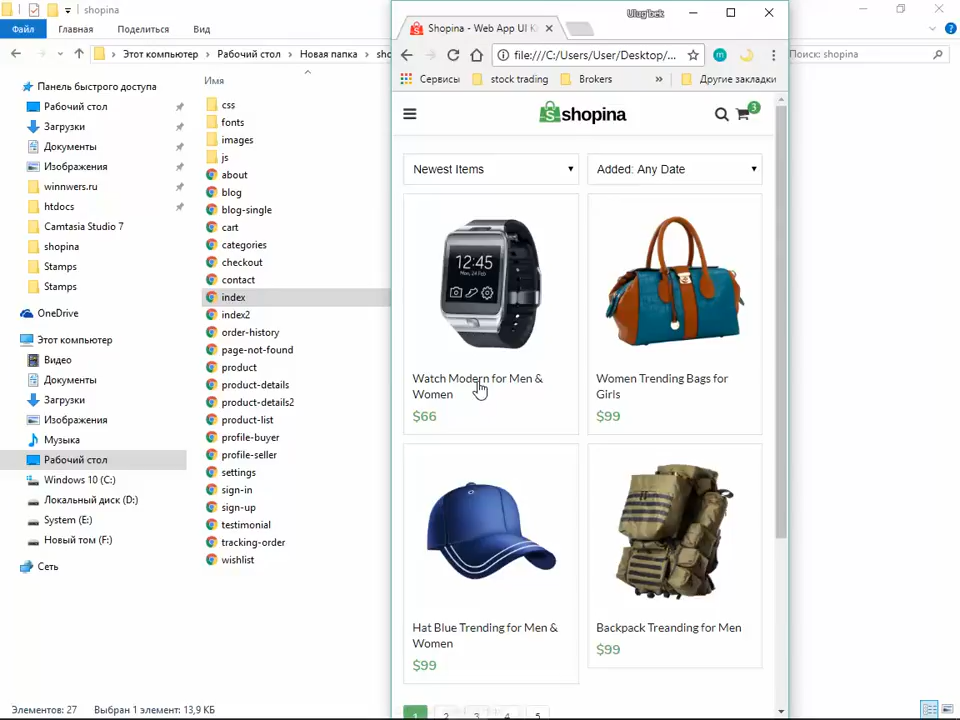 shopina
Файл
Главная
Поделиться
Вид
Этот компьютер
Рабочий стол
Новая папка
Поиск: shopina
Имя
Панель быстрого доступа
Рабочий стол
Загрузки
Документы
Изображения
winnwers.ru
htdocs
Camtasia Studio 7
shopina
Stamps
Stamps
OneDrive
Этот компьютер
Видео
Документы
Загрузки
Изображения
Музыка
Рабочий стол
Windows 10 (C:)
Локальный диск (D:)
System (E:)
Новый том (F:)
Сеть
css
fonts
images
js
about
blog
blog-single
cart
categories
checkout
contact
index
index2
order-history
page-not-found
product
product-details
product-details2
product-list
profile-buyer
profile-seller
settings
sign-in
sign-up
testimonial
tracking-order
wishlist
Элементов: 27
Выбран 1 элемент: 13,9 КБ
Ulug'bek
Shopina - Web App UI
file:///C:/Users/User/Desktop/...
Сервисы
stock trading
Brokers
»
Другие закладки
shopina
3
Newest Items
Added: Any Date
12:45
Mon, 24 Feb
Watch Modern for Men &
Women
$66
Women Trending Bags for
Girls
$99
Hat Blue Trending for Men &
Women
$99
Backpack Treanding for Men
$99
1 2 3 4 5